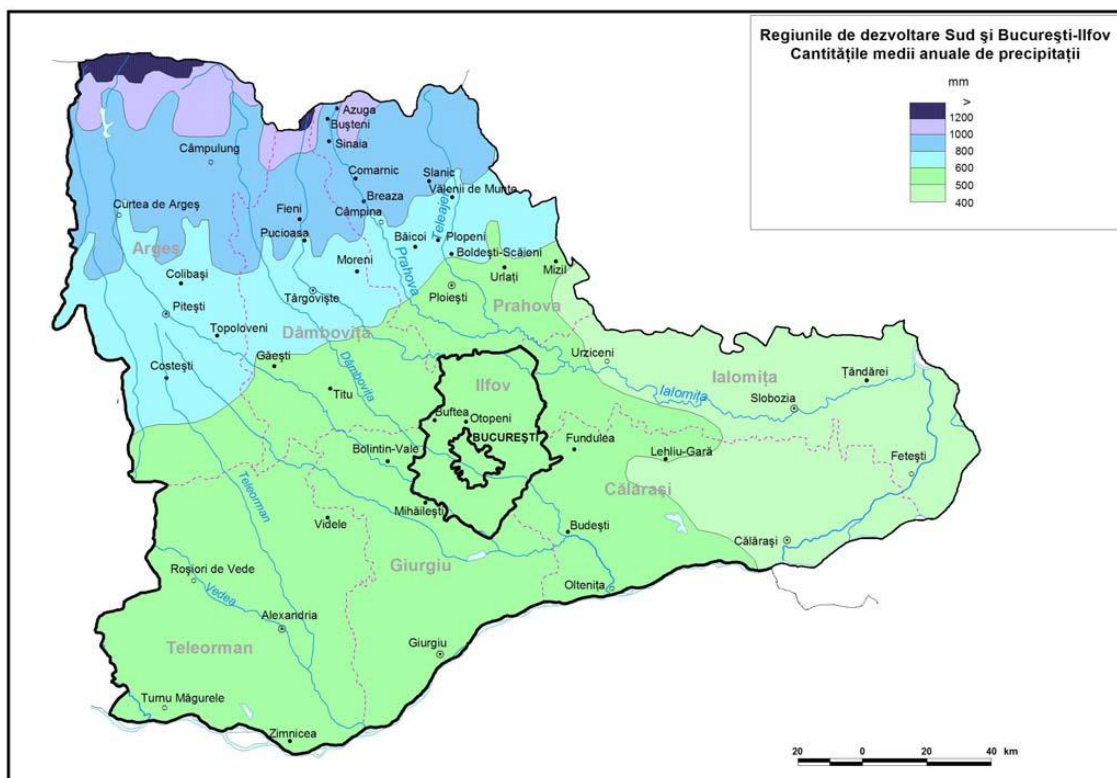 Regiunile de dezvoltare Sud şi Bucureşti-Ilfov
Cantităţile medii anuale de precipitaţii
mm
>
1200
1000
800
600
500
400
Azuga
Buşteni
Sinaia
Câmpulung
Comarnic
Slanic
Vălenii de Munte
Breaza
Curtea de Argeş
Fieni
Câmpina
Teleajen
Pucioasa
Băicoi
Plopeni
Argeş
Boldeşti-Scăieni
Moreni
Mizil
Colibaşi
Urlaţi
Prahova
Târgovişte
Ploieşti
Piteşti
Prahova
Topoloveni
Dâmboviţa
Găeşti
Urziceni
Costeşti
Dâmboviţa
Ilfov
Ialomiţa
Ţăndărei
Titu
Ialomiţa
Slobozia
Buftea
Otopeni
BUCUREŞTI
Fundulea
Bolintin-Vale
Lehliu-Gară
Feteşti
Teleorman
Călăraşi
Mihăileşti
Videle
Budeşti
Călăraşi
Giurgiu
Roşiori de Vede
Olteniţa
Vedea
Alexandria
Teleorman
Giurgiu
Turnu Măgurele
Zimnicea
20 0 20 40 km